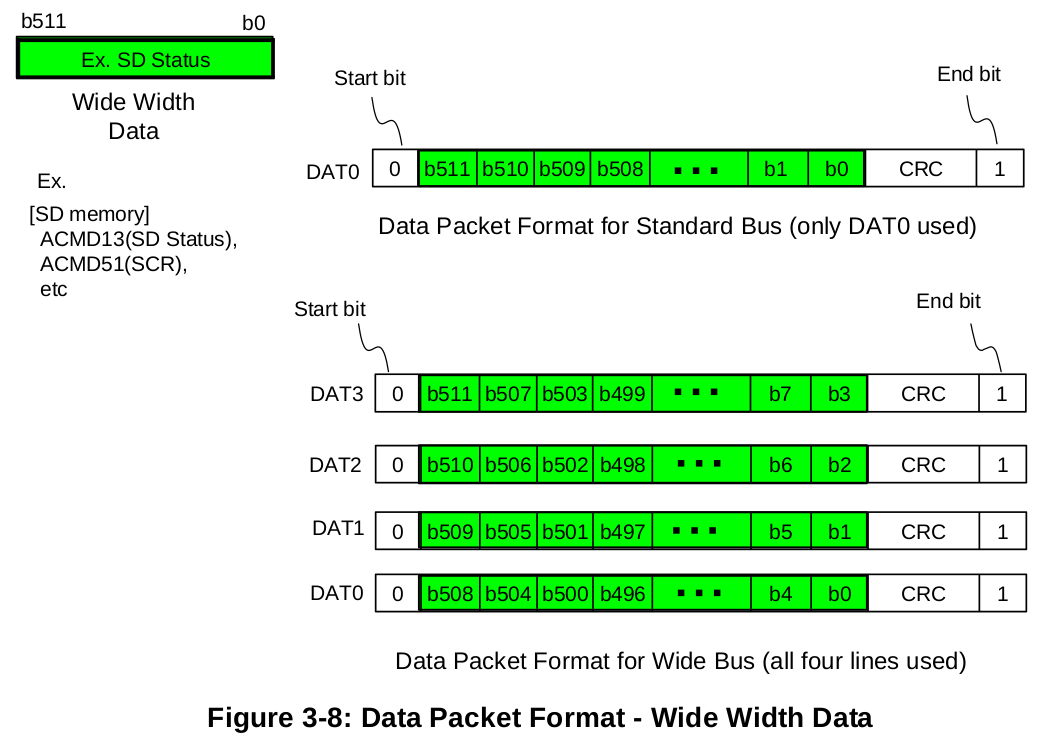 b511 b0
Ex. SD Status
Wide Width
Data
Ex.
[SD memory]
ACMD13(SD Status),
ACMD51(SCR),
etc
Start bit End bit
DAT0 0 b511 b510 b509 b508 ... b1 b0 CRC 1
Data Packet Format for Standard Bus (only DAT0 used)
Start bit End bit
DAT3 0 b511 b507 b503 b499 ... b7 b3 CRC 1
DAT2 0 b510 b506 b502 b498 ... b6 b2 CRC 1
DAT1 0 b509 b505 b501 b497 ... b5 b1 CRC 1
DAT0 0 b508 b504 b500 b496 ... b4 b0 CRC 1
Data Packet Format for Wide Bus (all four lines used)
Figure 3-8: Data Packet Format - Wide Width Data